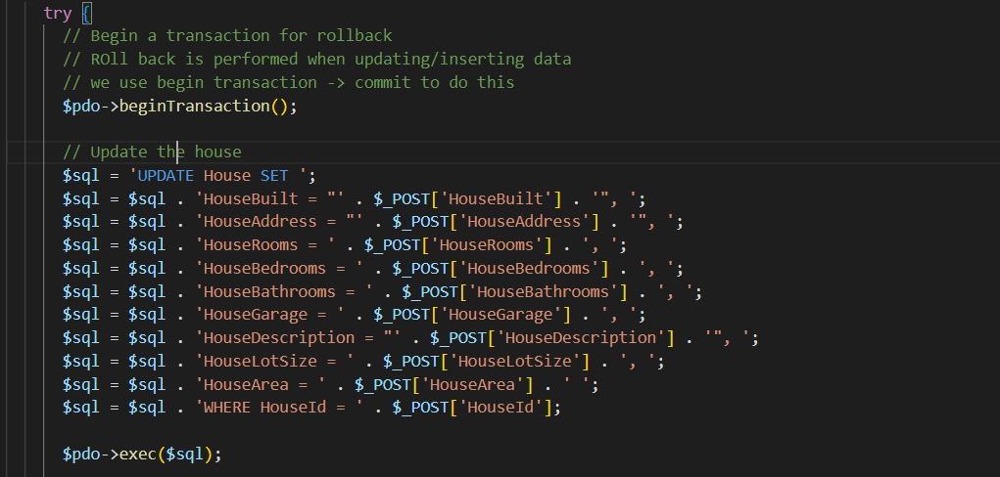 try {
// Begin a transaction for rollback
// ROll back is performed when updating/inserting data
// we use begin transaction -> commit to do this
$pdo->beginTransaction();
// Update the house
$sql = 'UPDATE House SET ';
$sql = $sql . 'HouseBuilt = "' . $_POST['HouseBuilt'] . '", ';
$sql = $sql . 'HouseAddress = "' . $_POST['HouseAddress'] . '", ';
$sql = $sql . 'HouseRooms = ' . $_POST['HouseRooms'] . ', ';
$sql = $sql . 'HouseBedrooms = ' . $_POST['HouseBedrooms'] . ', ';
$sql = $sql . 'HouseBathrooms = ' . $_POST['HouseBathrooms'] . ', ';
$sql = $sql . 'HouseGarage = ' . $_POST['HouseGarage'] . ', ';
$sql = $sql . 'HouseDescription = "' . $_POST['HouseDescription'] . '", ';
$sql = $sql . 'HouseLotSize = ' . $_POST['HouseLotSize'] . ', ';
$sql = $sql . 'HouseArea = ' . $_POST['HouseArea'] . ' ';
$sql = $sql . 'WHERE HouseId = ' . $_POST['HouseId'];
$pdo->exec($sql);